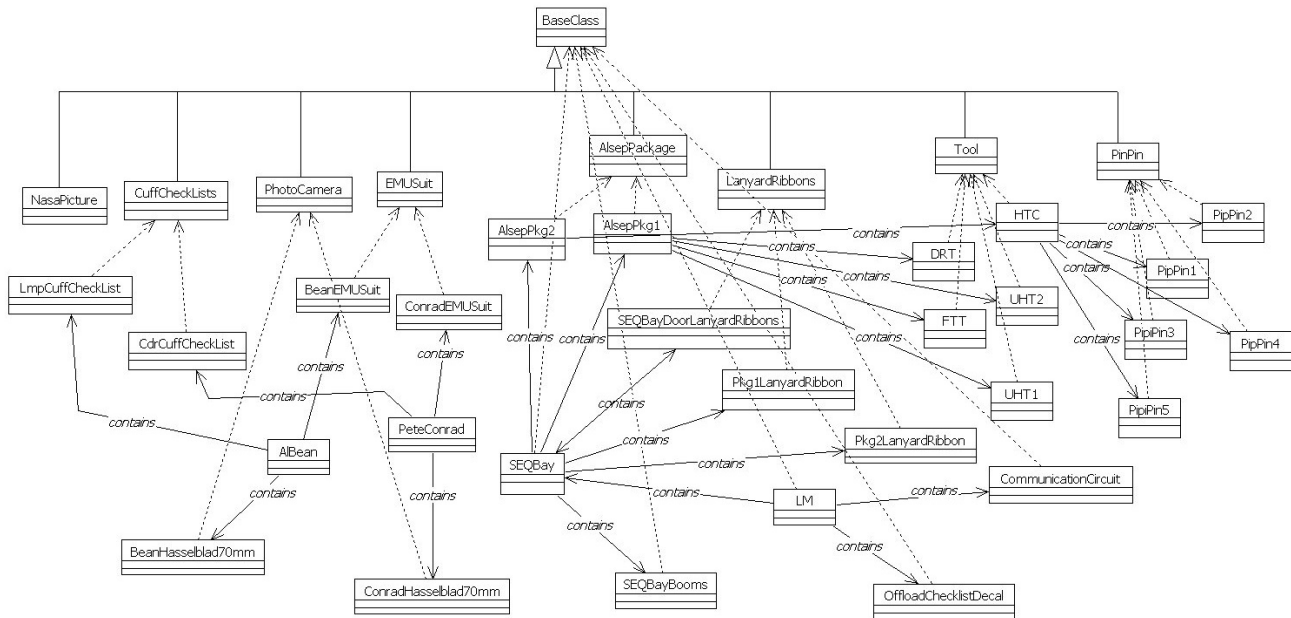 BaseClass
AlsepPackage
Tool
PinPin
NasaPicture
CuffCheckLists
PhotoCamera
EMUSuit
LanyardRibbons
AlsepPkg2
AlsepPkg1
HTC
PipPin2
contains
contains
DRT
contains
contains
PipPin1
LmpCuffCheckList
BeanEMUSuit
ConradEMUSuit
contains
contains
contains
contains
UHT2
contains
SEQBayDoorLanyardRibbons
FTT
PipiPin3
PipPin4
CdrCuffCheckList
contains
contains
contains
contains
contains
contains
Pkg1LanyardRibbon
UHT1
PipiPin5
contains
contains
AlBean
PeteConrad
contains
Pkg2LanyardRibbon
SEQBay
contains
CommunicationCircuit
contains
contains
contains
LM
contains
BeanHasselblad70mm
contains
contains
ConradHasselblad70mm
SEQBayBooms
OffloadChecklistDecal